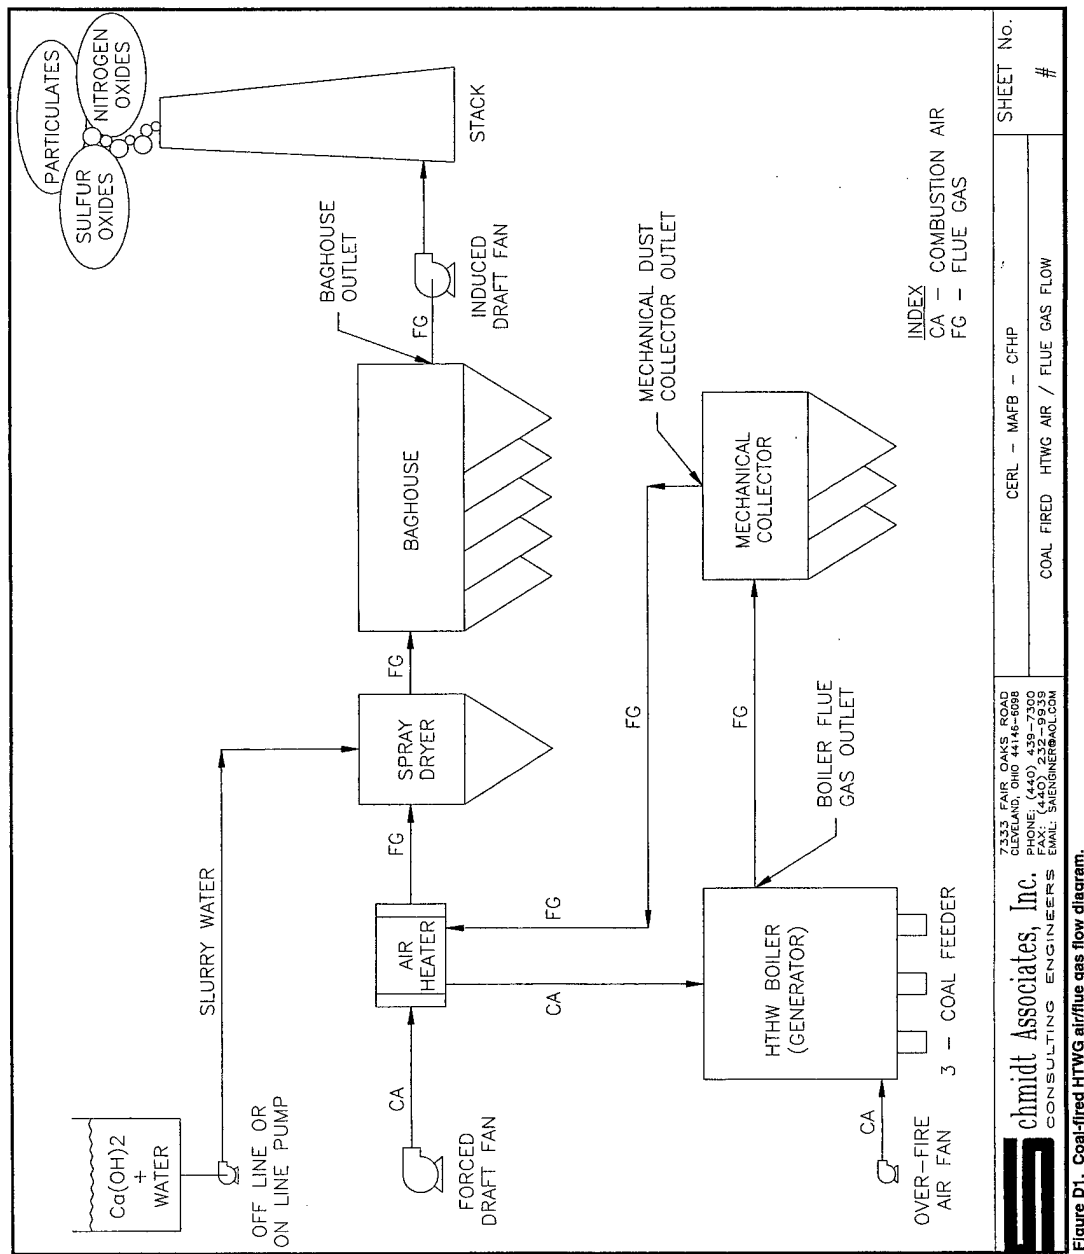 PARTICULATES
NITROGEN
OXIDES
SULFUR
OXIDES
STACK
BAGHOUSE
OUTLET
INDUCED
DRAFT FAN
FG
BAGHOUSE
FG
SPRAY
DRYER
FG
AIR
HEATER
CA
FORCED
DRAFT FAN
SLURRY WATER
Ca(OH)2
+
WATER
OFF LINE OR
ON LINE PUMP
MECHANICAL DUST
COLLECTOR OUTLET
MECHANICAL
COLLECTOR
FG
FG
FG
CA
BOILER FLUE
GAS OUTLET
HTHW BOILER
(GENERATOR)
3 - COAL FEEDER
CA
OVER-FIRE
AIR FAN
INDEX
CA - COMBUSTION AIR
FG - FLUE GAS
chmidt Associates, Inc.
CONSULTING ENGINEERS
7333 FAIR OAKS ROAD
CLEVELAND, OHIO 44146-6098
PHONE: (440) 439-7300
FAX: (440) 232-9939
EMAIL: SAIENGINER@AOL.COM
CERL - MAFB - CFHP
COAL FIRED HTWG AIR / FLUE GAS FLOW
SHEET No.
#
Figure D1. Coal-fired HTWG air/flue gas flow diagram.